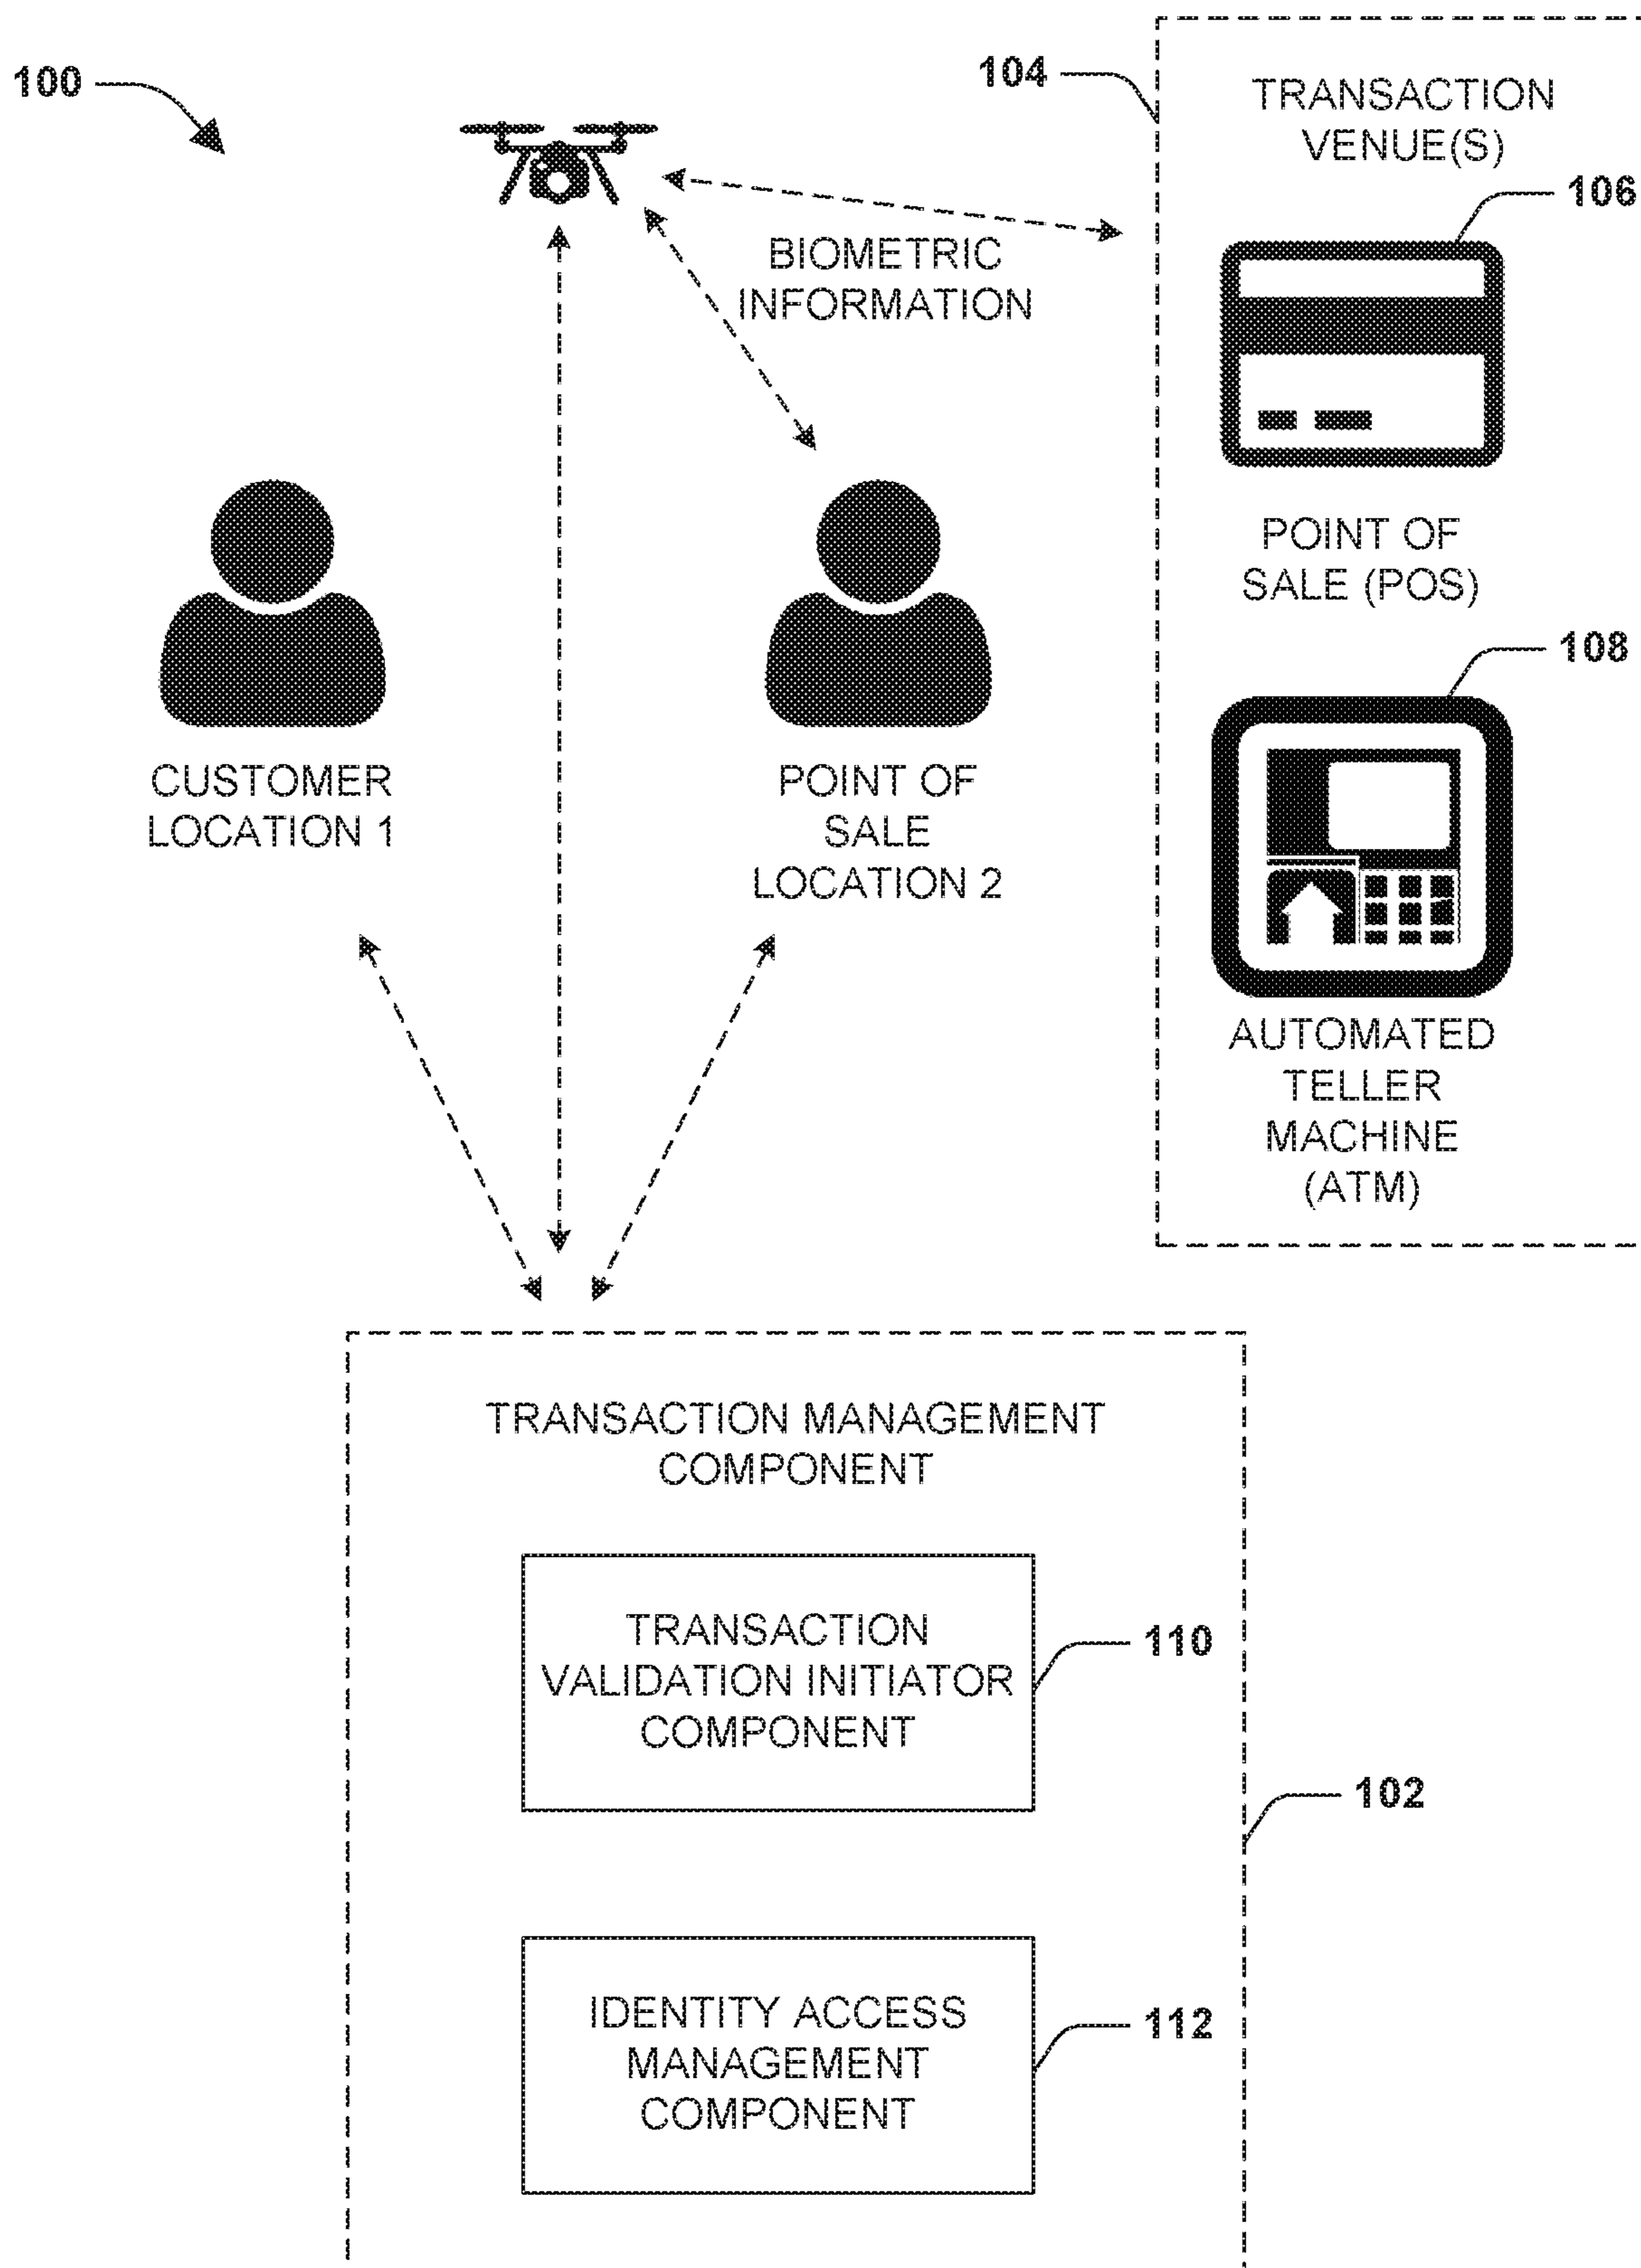 100
104
TRANSACTION
VENUE(S)
106
BIOMETRIC
INFORMATION
POINT OF
SALE (POS)
108
CUSTOMER
LOCATION 1
POINT OF
SALE
LOCATION 2
AUTOMATED
TELLER
MACHINE
(ATM)
TRANSACTION MANAGEMENT
COMPONENT
TRANSACTION
VALIDATION INITIATOR
COMPONENT
110
102
IDENTITY ACCESS
MANAGEMENT
COMPONENT
112